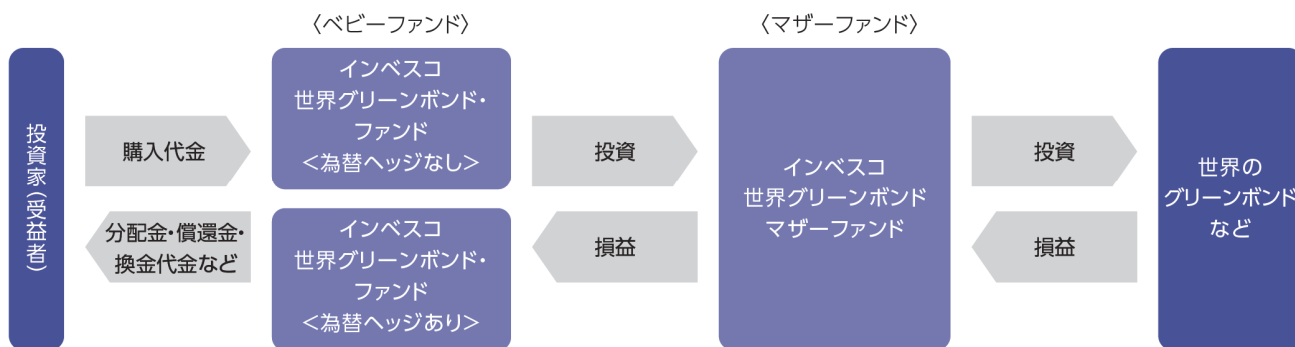 〈ベビーファンド〉
〈マザーファンド〉
投資家(受益者)
購入代金
分配金・償還金・
換金代金など
インベスコ
世界グリーンボンド・
ファンド
<為替ヘッジなし>
インベスコ
世界グリーンボンド・
ファンド
<為替ヘッジあり>
投資
損益
インベスコ
世界グリーンボンド
マザーファンド
投資
損益
世界の
グリーンボンド
など